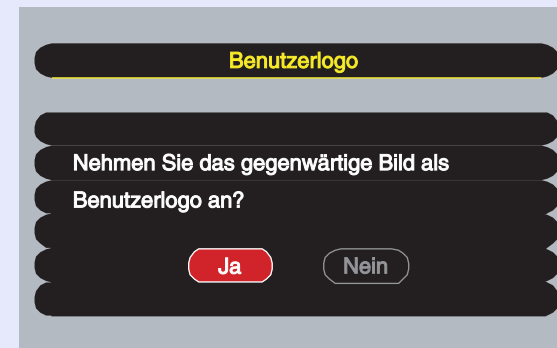 Benutzerlogo
Nehmen Sie das gegenwärtige Bild als
Benutzerlogo an?
Ja Nein